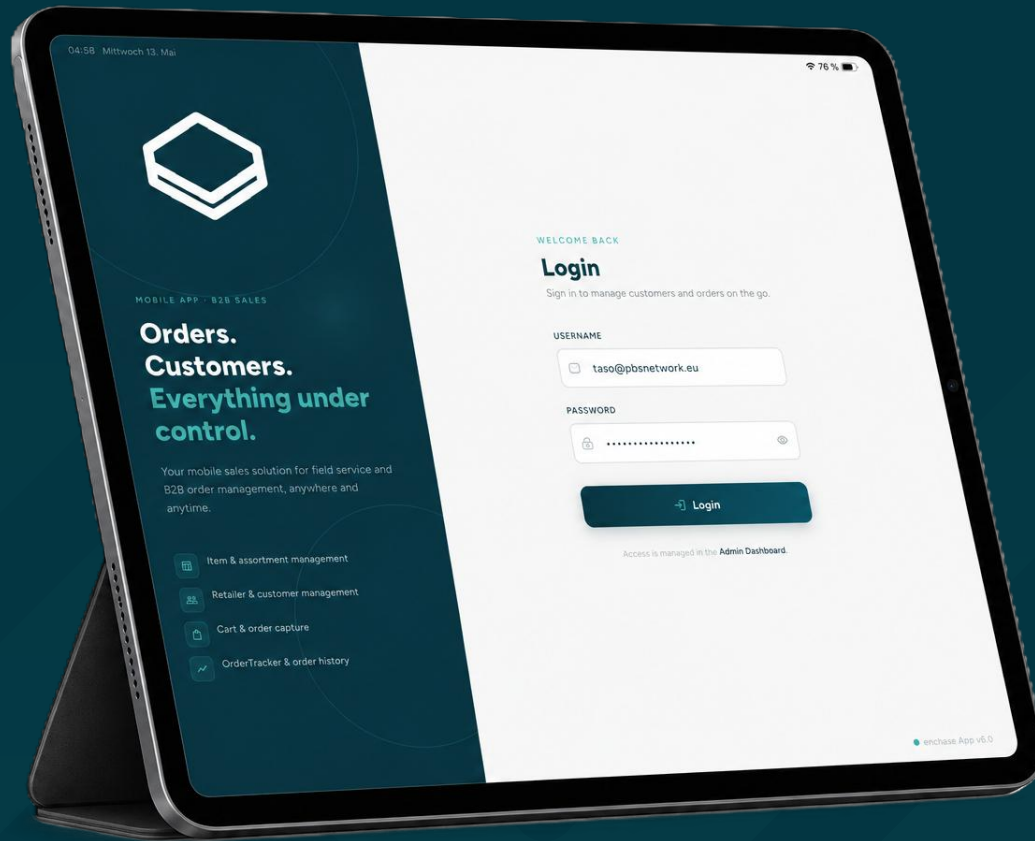 04:58 Mittwoch 13. Mai
76 %
MOBILE APP · B2B SALES
Orders.
Customers.
Everything under
control.
Your mobile sales solution for field service and
B2B order management, anywhere and
anytime.
Item & assortment management
Retailer & customer management
Cart & order capture
OrderTracker & order history
WELCOME BACK
Login
Sign in to manage customers and orders on the go.
USERNAME
taso@pbsnetwork.eu
PASSWORD
•••••••••••••••••
Login
Access is managed in the Admin Dashboard.
enchase App v6.0